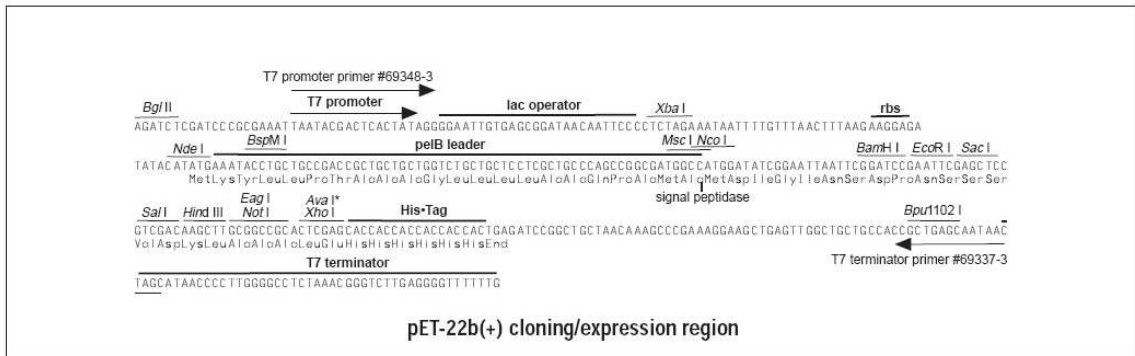 T7 promoter primer #69348-3
Bgl II T7 promoter lac operator Xba I rbs
AGATCTCGATCCCGCGAAATTAATACGACTCACTATAGGGGAATTGTGAGCGGATAACAATTCCCCTCTAGAAATAATTTTGTTTAACTTTAAGAAGGAGA
Nde I BspM I pelB leader Msc I Nco I BamH I EcoR I Sac I
TATACATATGAAATACCTGCTGCCGACCGCTGCTGCTGGTCTGCTGCTCCTCGCTGCCCAGCCGGCGATGGCCATGGATATCGGAATTAATTCGGATCCGAATTCGAGCTCC
MetLysTyrLeuLeuProThrAlaAlaAlaGlyLeuLeuLeuLeuAlaAlaGlnProAlaMetAlaMetAspIleGlyIleAsnSerAspProAsnSerSerSer
signal peptidase
Sal I Hind III Eag I Not I Ava I* Xho I His•Tag Bpu1102 I
GTCGACAAGCTTGCGGCCGCACTCGAGCACCACCACCACCACCACTGAGATCCGGCTGCTAACAAAGCCCGAAAGGAAGCTGAGTTGGCTGCTGCCACCGCTGAGCAATAAC
ValAspLysLeuAlaAlaAlaLeuGluHisHisHisHisHisHisEnd
T7 terminator T7 terminator primer #69337-3
TAGCATAACCCCTTGGGGCCTCTAAACGGGTCTTGAGGGGTTTTTTG
pET-22b(+) cloning/expression region